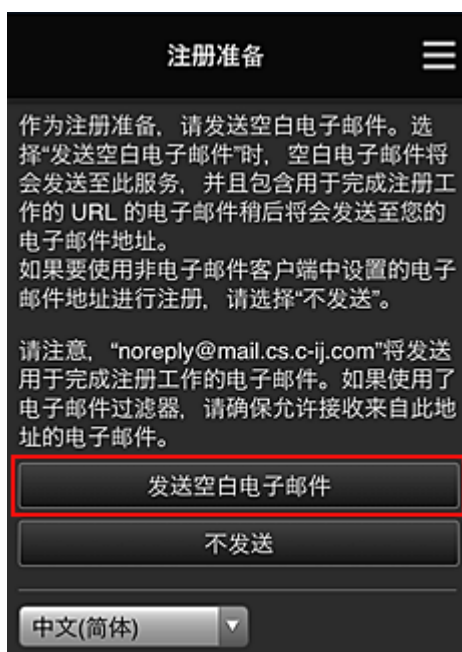 注册准备
作为注册准备，请发送空白电子邮件。选
择“发送空白电子邮件”时，空白电子邮件将
会发送至此服务，并且包含用于完成注册工
作的 URL 的电子邮件稍后将会发送至您的
电子邮件地址。
如果要使用非电子邮件客户端中设置的电子
邮件地址进行注册，请选择“不发送”。
请注意，“noreply@mail.cs.c-ij.com”将发送
用于完成注册工作的电子邮件。如果使用了
电子邮件过滤器，请确保允许接收来自此地
址的电子邮件。
发送空白电子邮件
不发送
中文(简体)